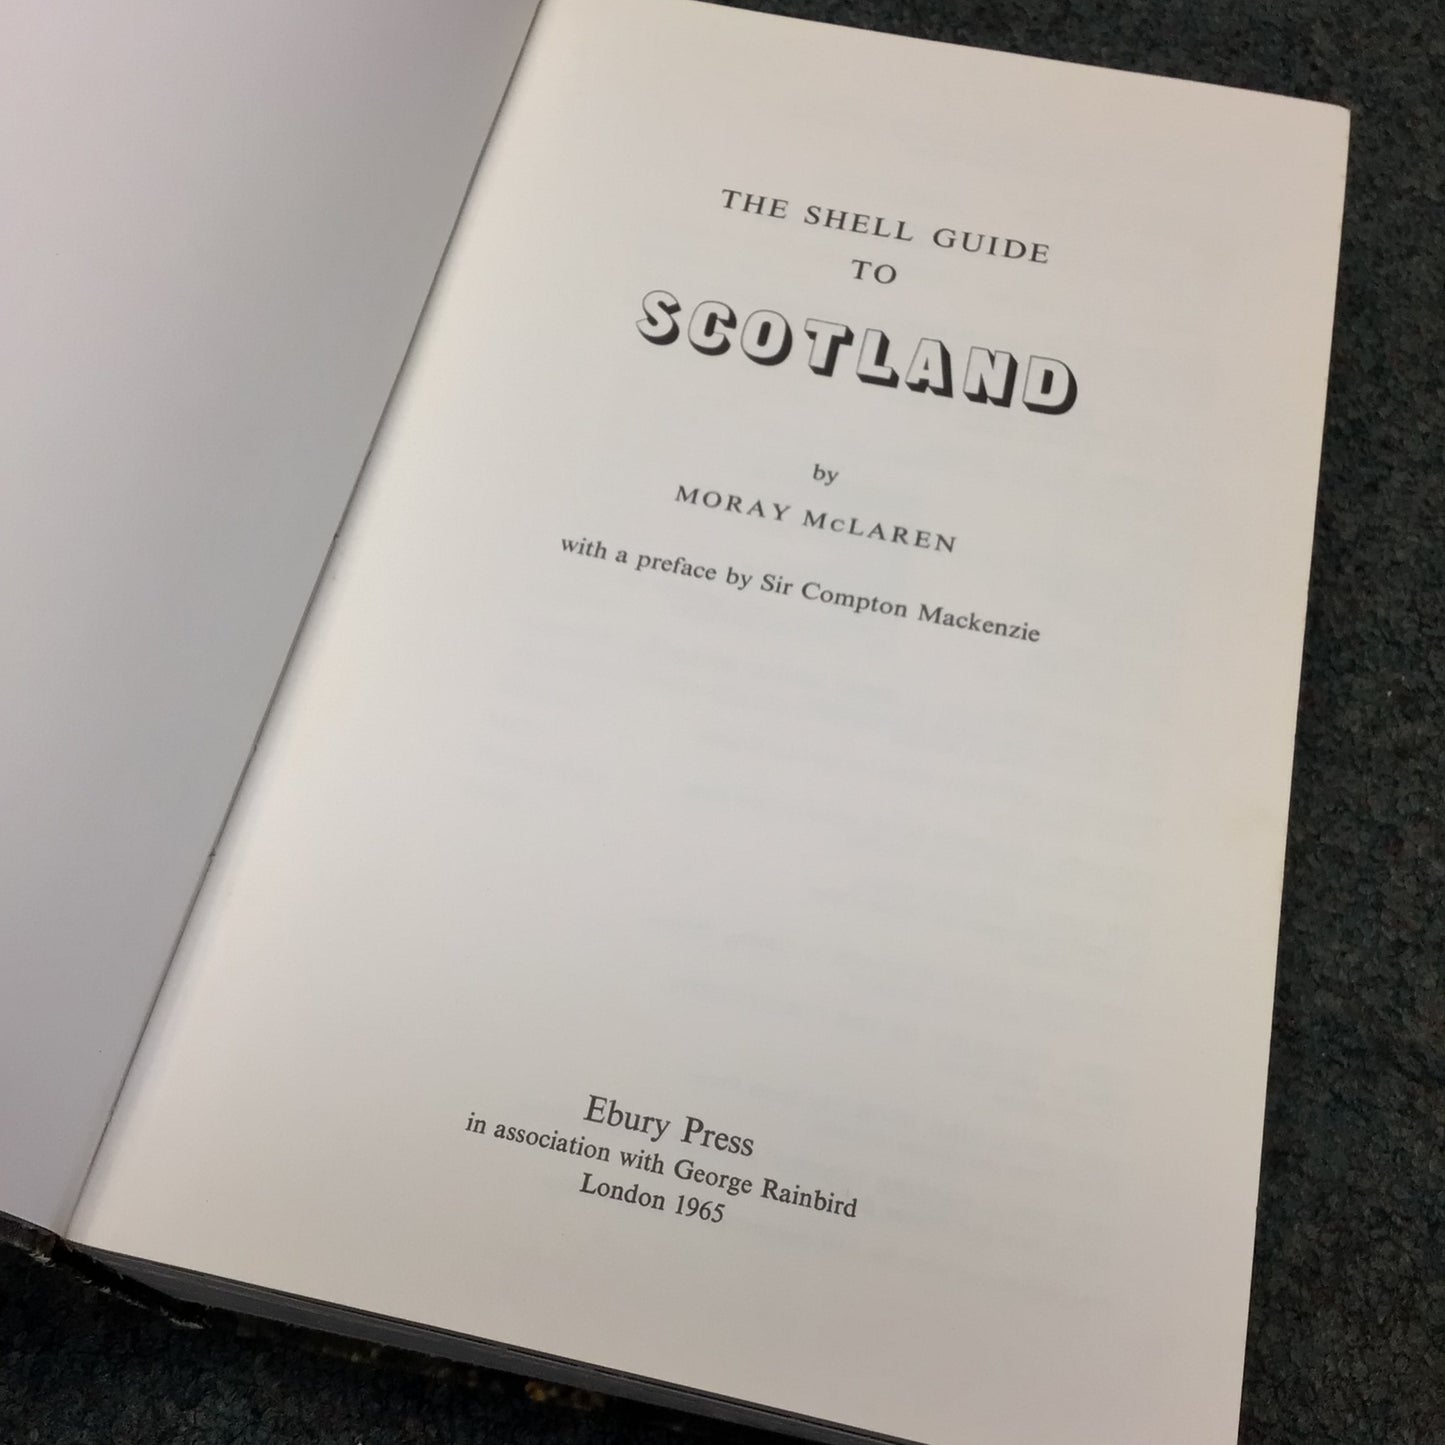 THE SHELL GUIDE
TO
SCOTLAND
by
MORAY McLAREN
with a preface by Sir Compton Mackenzie
Ebury Press
in association with George Rainbird
London 1965